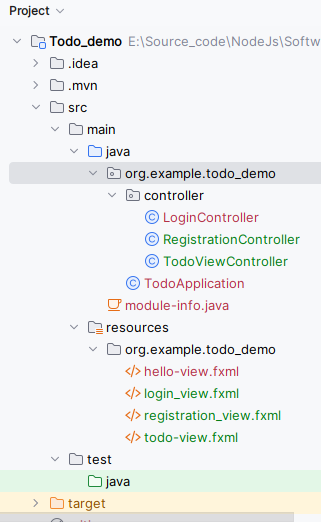 Project
Todo_demo E:\Source_code\NodeJs\Softw
.idea
.mvn
src
main
java
org.example.todo_demo
controller
LoginController
RegistrationController
TodoViewController
TodoApplication
module-info.java
resources
org.example.todo_demo
hello-view.fxml
login_view.fxml
registration_view.fxml
todo-view.fxml
test
java
target